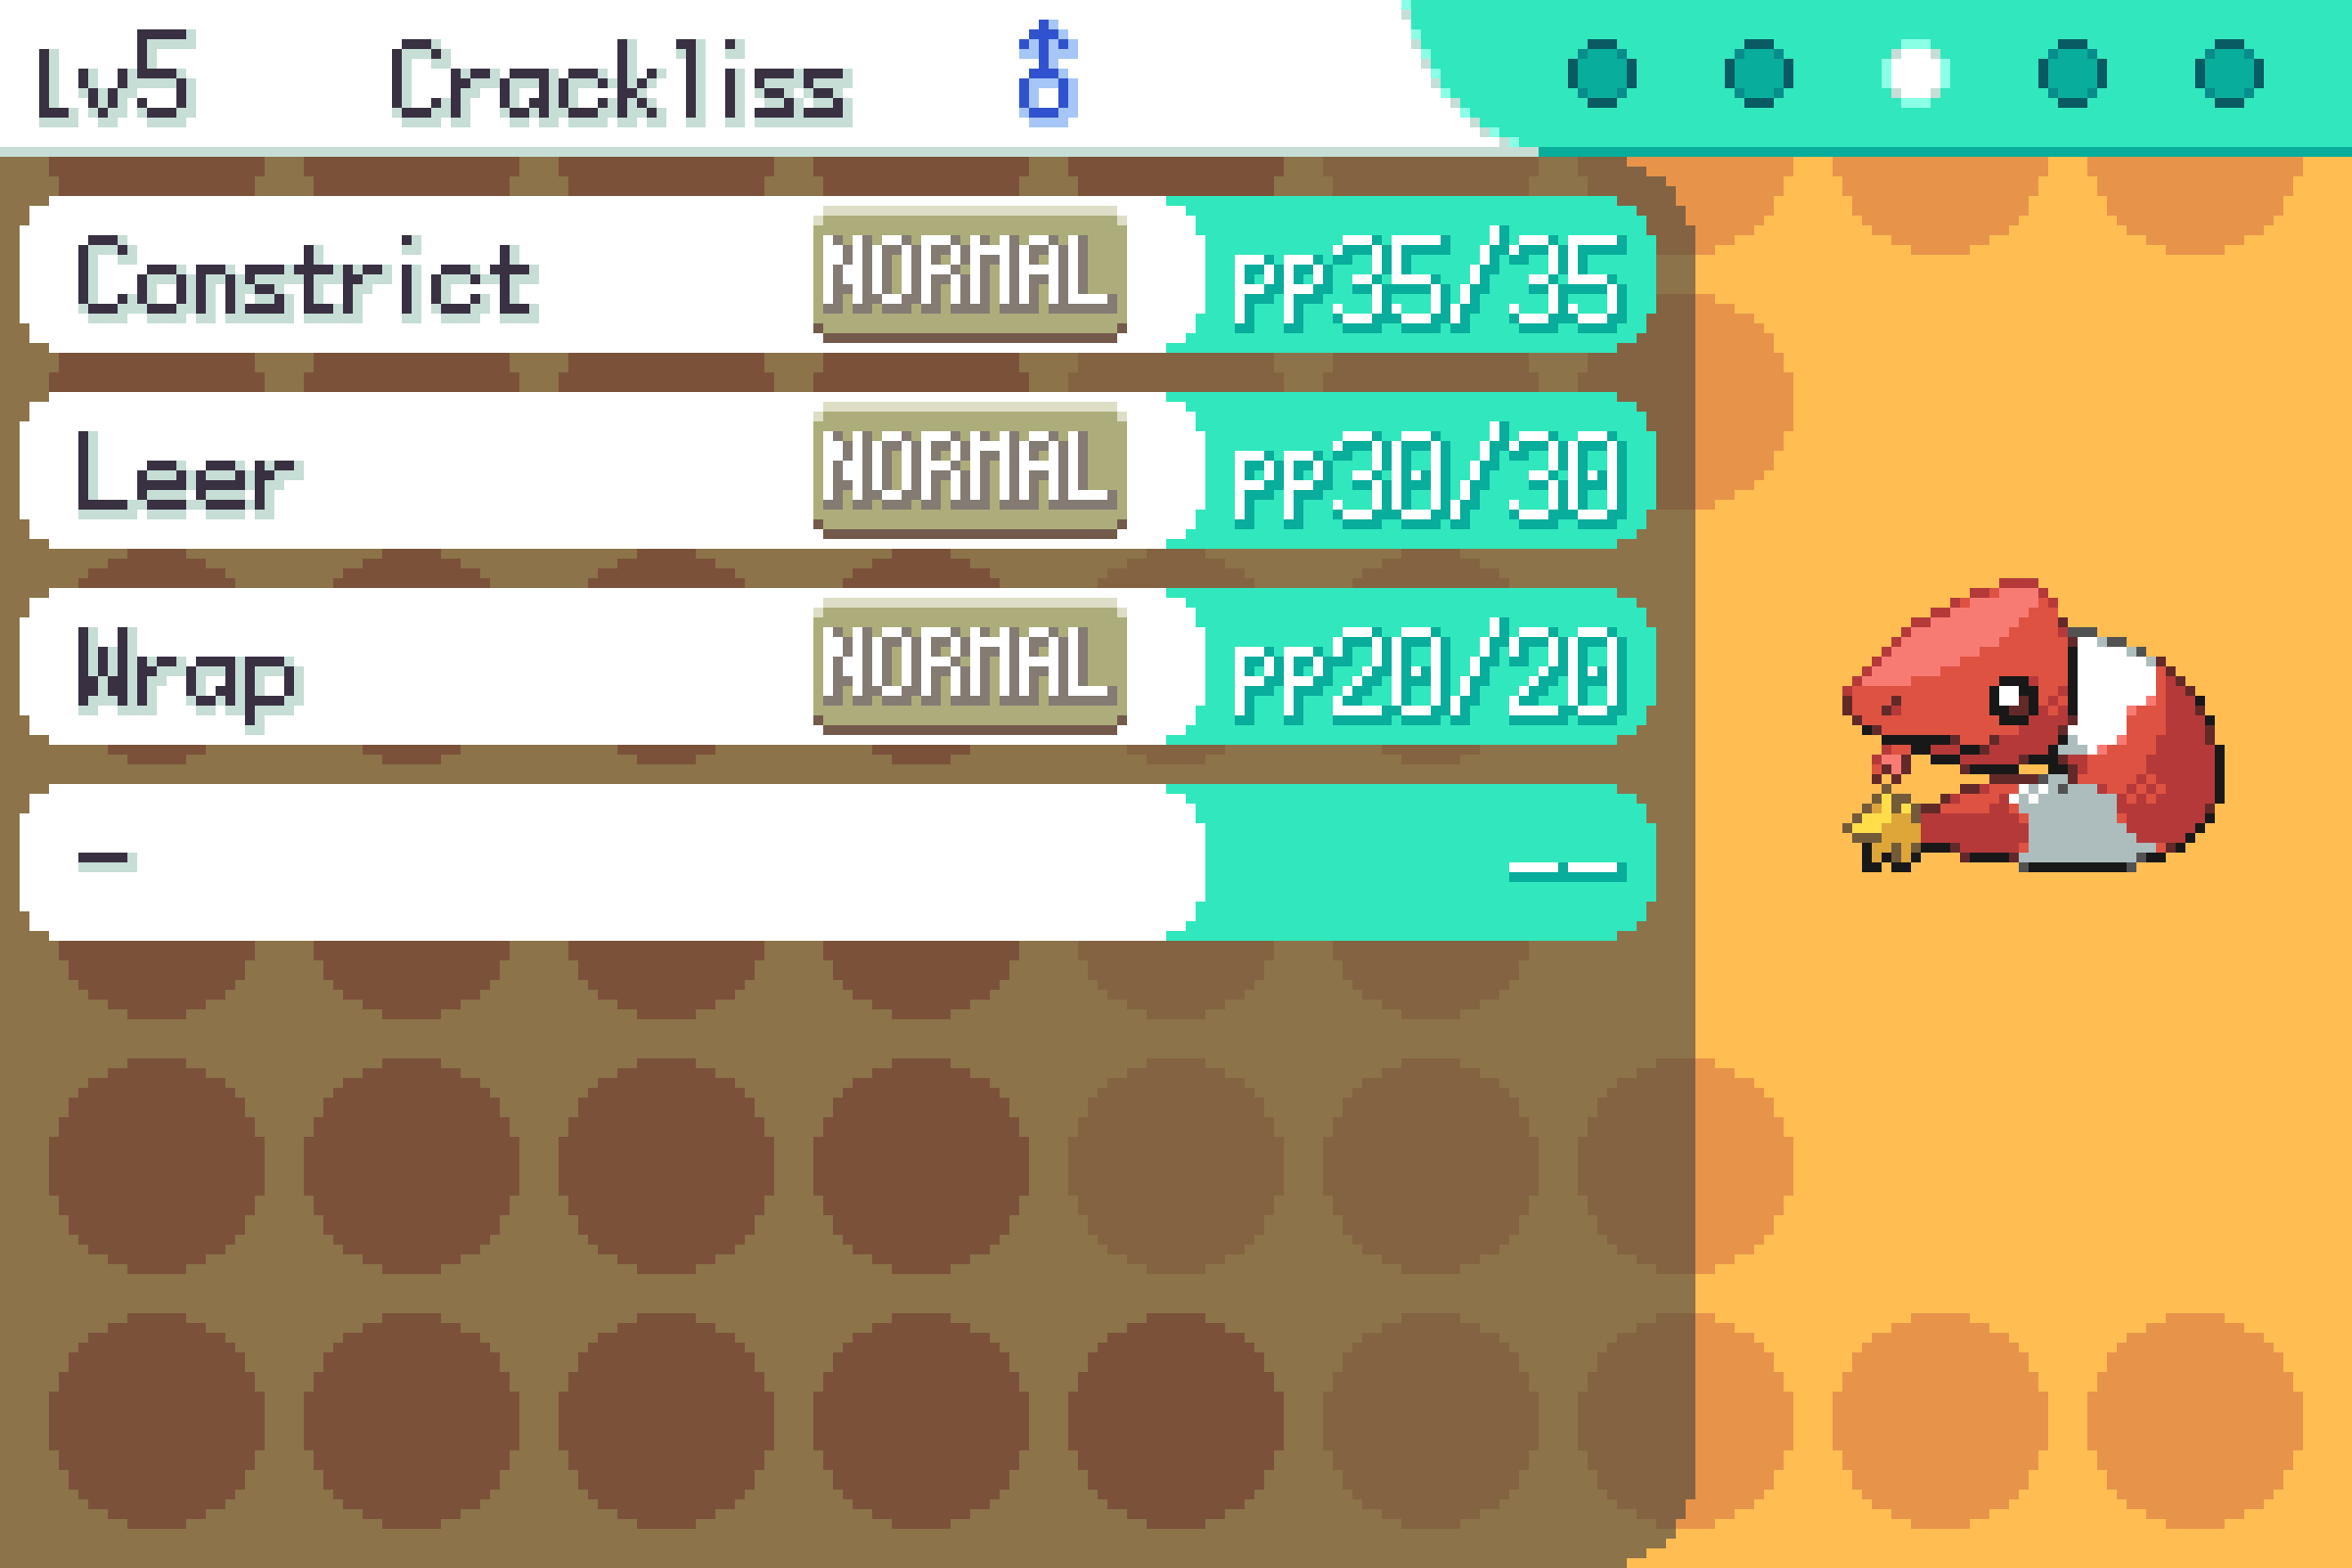 Lv5 Crackliss ♂
Constrict NORMAL PP35/35
Leer NORMAL PP30/30
Wrap NORMAL PP20/20
– --